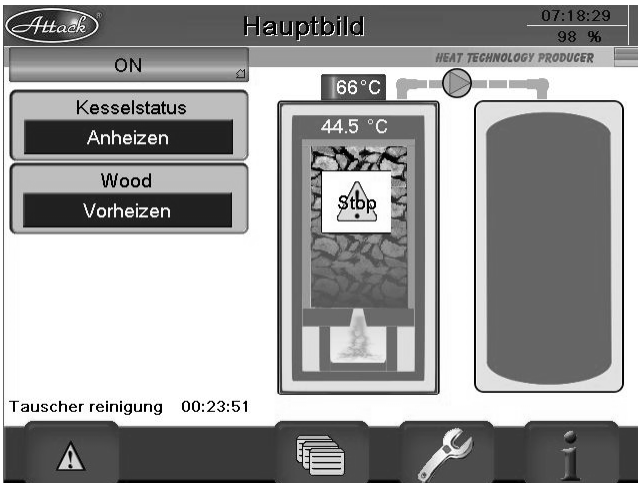 Attack
Hauptbild
07:18:29
98 %
HEAT TECHNOLOGY PRODUCER
ON
66°C
Kesselstatus
Anheizen
44.5 °C
Wood
Vorheizen
Stop
Tauscher reinigung 00:23:51